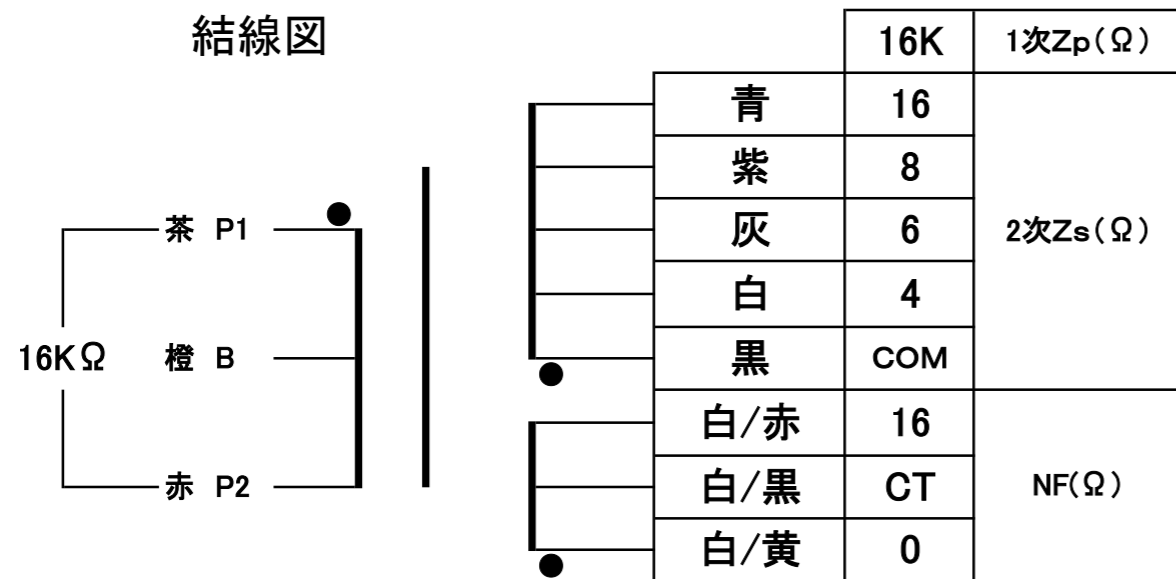 結線図
16K 1次Zp(Ω)
青 16
紫 8
灰 6 2次Zs(Ω)
白 4
黒 COM
白/赤 16
白/黒 CT NF(Ω)
白/黄 0
茶 P1
16KΩ 橙 B
赤 P2